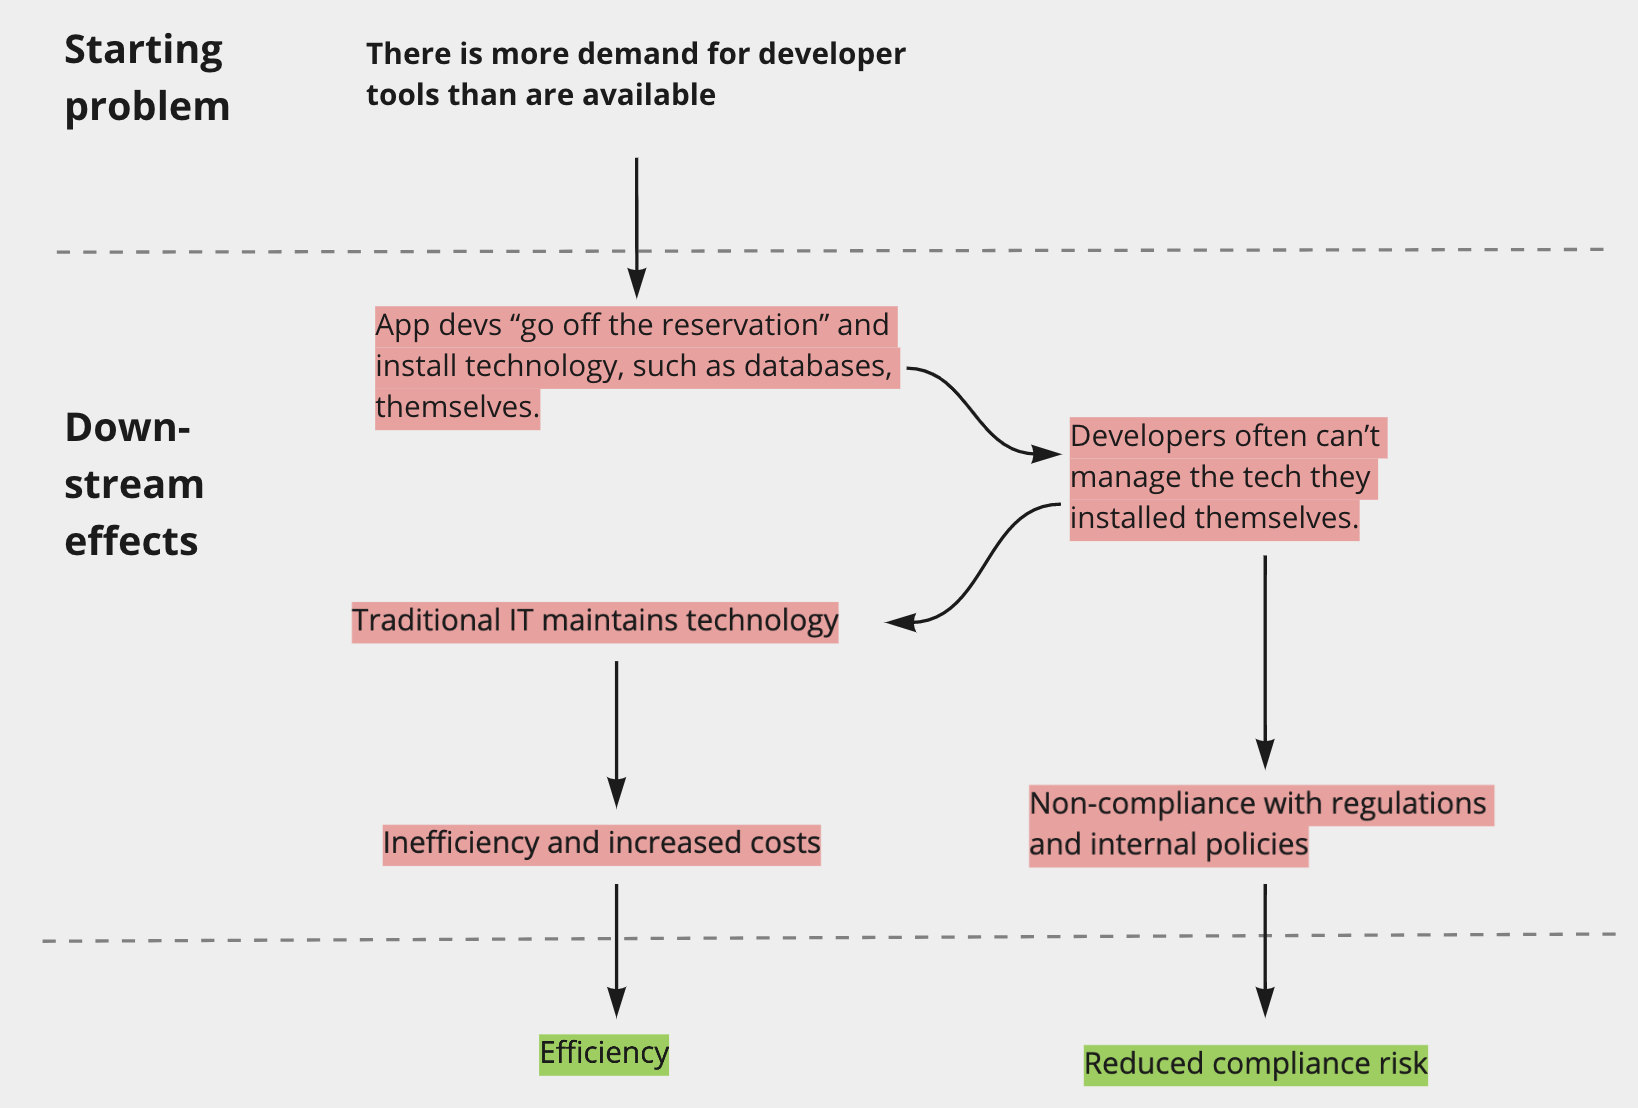 Starting
problem
There is more demand for developer
tools than are available
App devs “go off the reservation” and
install technology, such as databases,
themselves.
Down-
stream
effects
Developers often can’t
manage the tech they
installed themselves.
Traditional IT maintains technology
Non-compliance with regulations
and internal policies
Inefficiency and increased costs
Efficiency
Reduced compliance risk